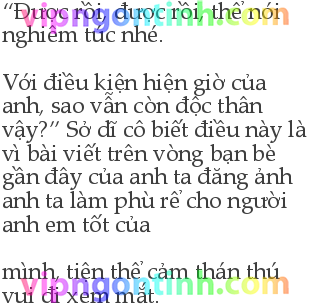 “Được rồi, được rồi, thể nói
nghiêm túc nhé.
Với điều kiện hiện giờ của
anh, sao vẫn còn độc thân
vậy?” Sở dĩ cô biết điều này là
vì bài viết trên vòng bạn bè
gần đây của anh ta đăng ảnh
anh ta làm phù rể cho người
anh em tốt của
mình, tiện thể cảm thán thú
vui đi xem mắt.
vipngontinh.com
vipngontinh.com